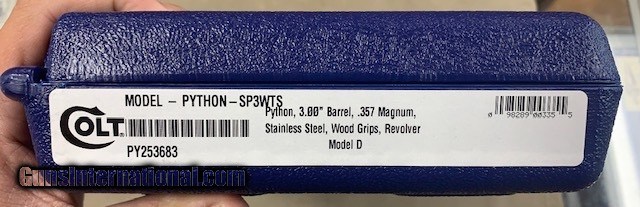 MODEL - PYTHON-SP3WTS
Python, 3.00" Barrel, .357 Magnum,
Stainless Steel, Wood Grips, Revolver
Model D
COLT
PY253683
0 98289 00335 5
GunsInternational.com